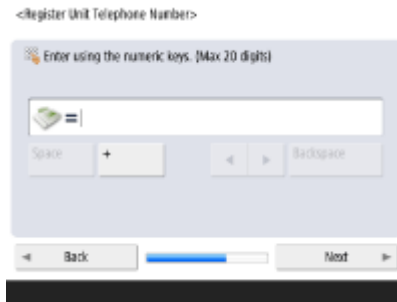 <Register Unit Telephone Number>
Enter using the numeric keys. (Max 20 digits)
=
Space + ◀ ▶ Backspace
◀ Back Next ▶